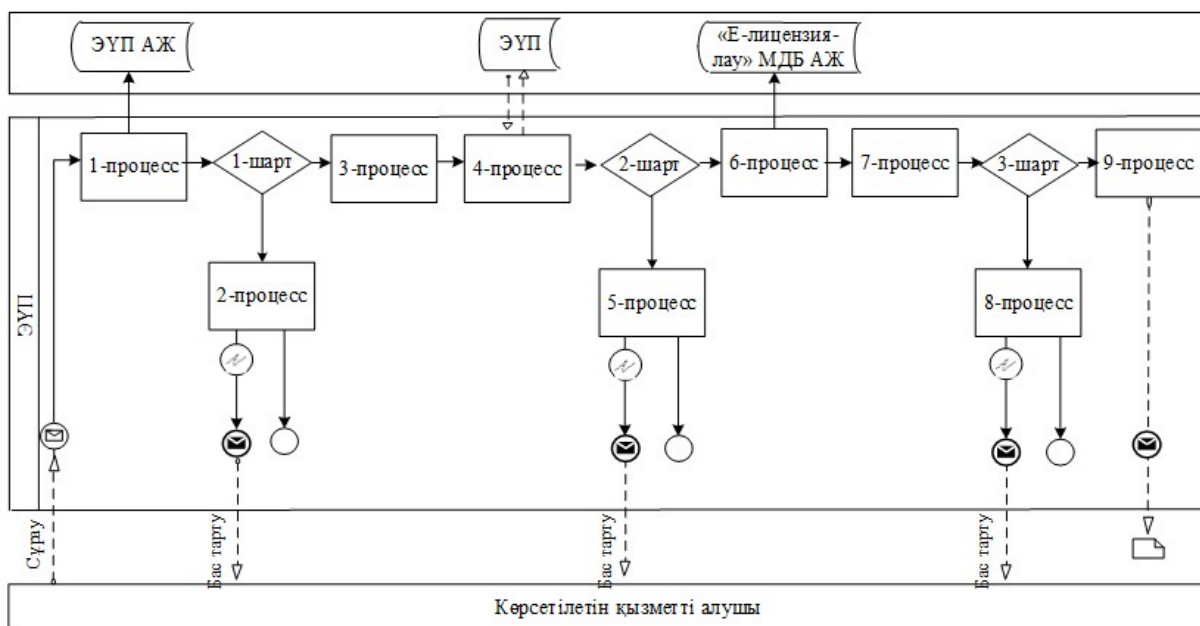 ЭҮП АЖ
ЭҮП
«Е-лицензия-
лау» МДБ АЖ
1-процесс
1-шарт
3-процесс
4-процесс
2-шарт
6-процесс
7-процесс
3-шарт
9-процесс
2-процесс
5-процесс
8-процесс
ЭҮП
Сұрау
Бас тарту
Бас тарту
Бас тарту
Көрсетілетін қызметті алушы